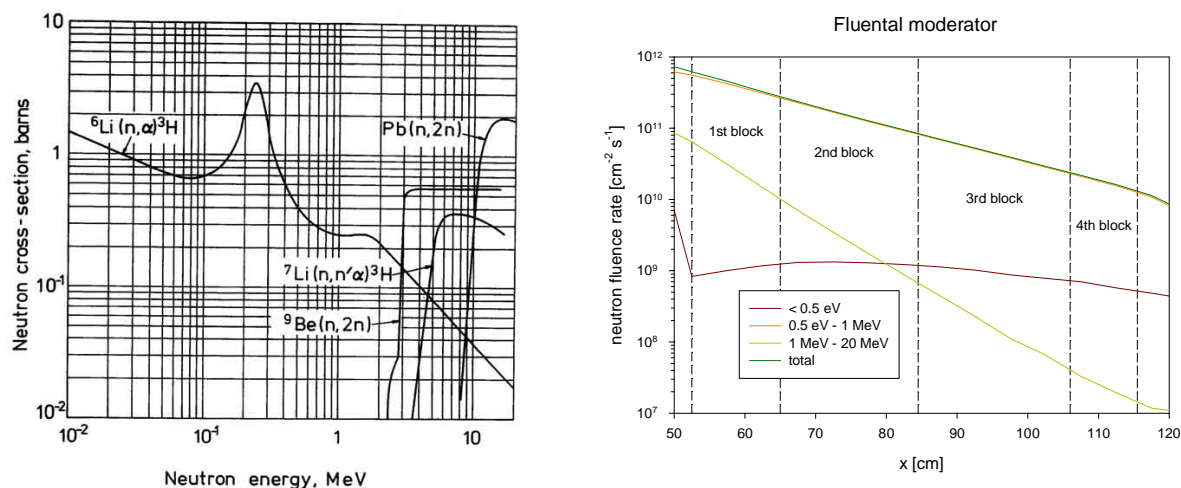 10
1
10⁻¹
10⁻²
Neutron cross-section, barns
⁶Li(n,α)³H
Pb(n,2n)
⁷Li(n,n′α)³H
⁹Be(n,2n)
10⁻²
10⁻¹
1
10
Neutron energy, MeV
Fluental moderator
10¹²
10¹¹
10¹⁰
10⁹
10⁸
10⁷
neutron fluence rate [cm⁻² s⁻¹]
1st block
2nd block
3rd block
4th block
< 0.5 eV
0.5 eV - 1 MeV
1 MeV - 20 MeV
total
50 60 70 80 90 100 110 120
x [cm]